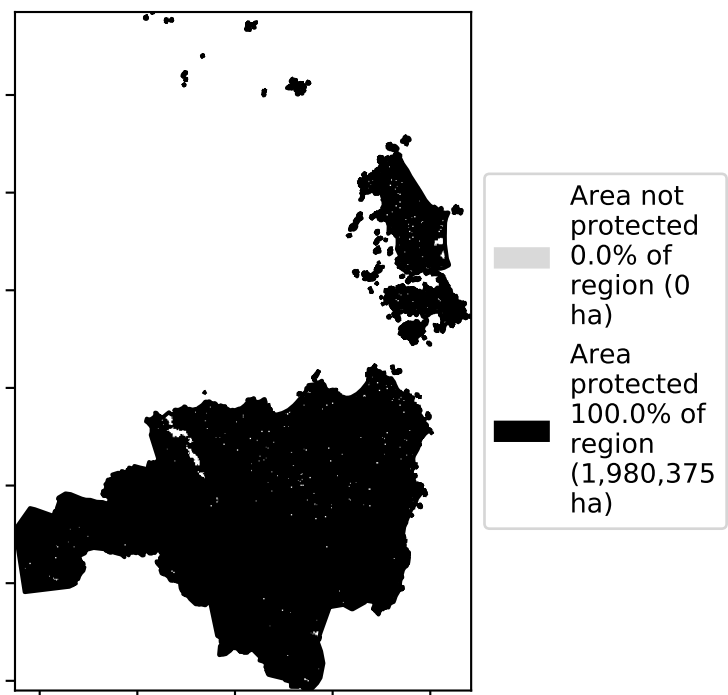 Area not
protected
0.0% of
region (0
ha)
Area
protected
100.0% of
region
(1,980,375
ha)